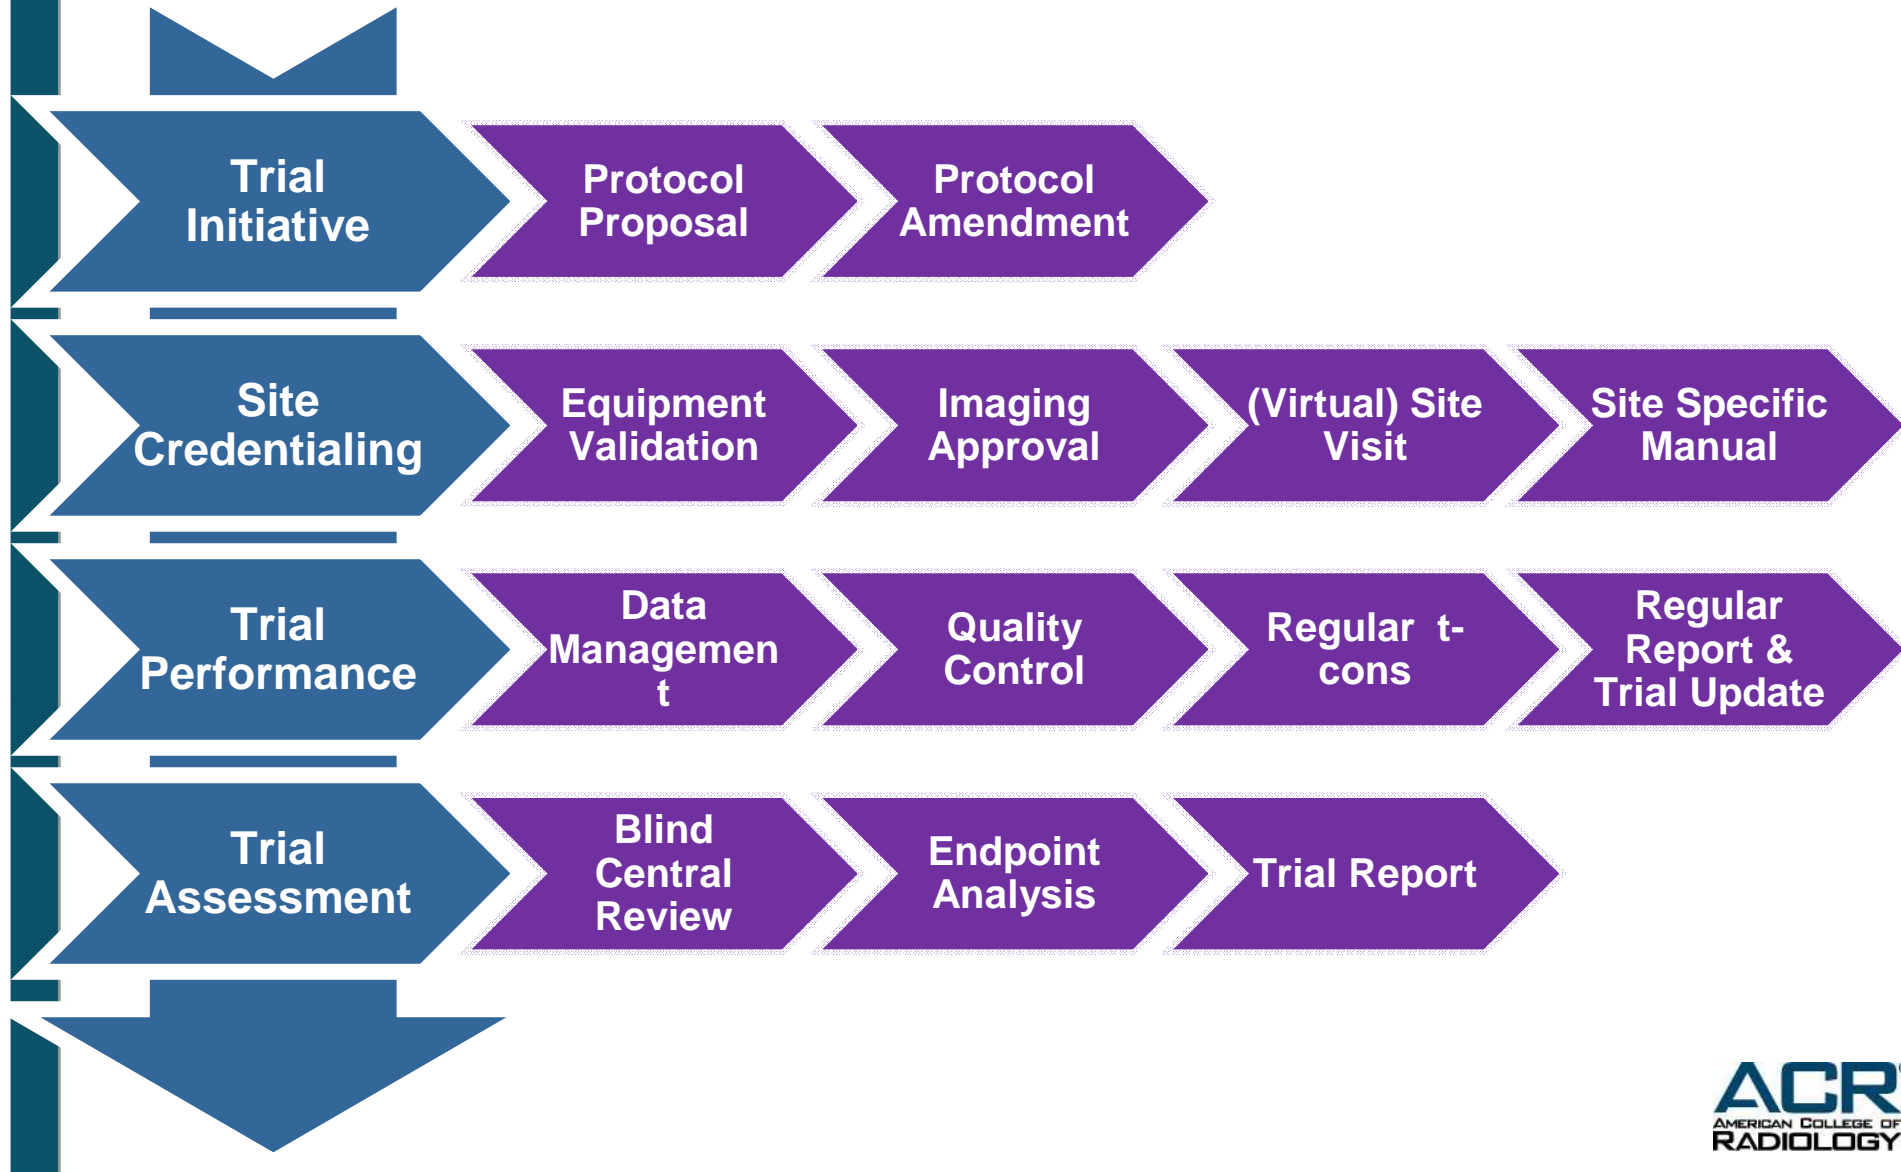 Trial
Initiative
Protocol
Proposal
Protocol
Amendment
Site
Credentialing
Equipment
Validation
Imaging
Approval
(Virtual) Site
Visit
Site Specific
Manual
Trial
Performance
Data
Managemen
t
Quality
Control
Regular t-
cons
Regular
Report &
Trial Update
Trial
Assessment
Blind
Central
Review
Endpoint
Analysis
Trial Report
ACR
AMERICAN COLLEGE OF
RADIOLOGY